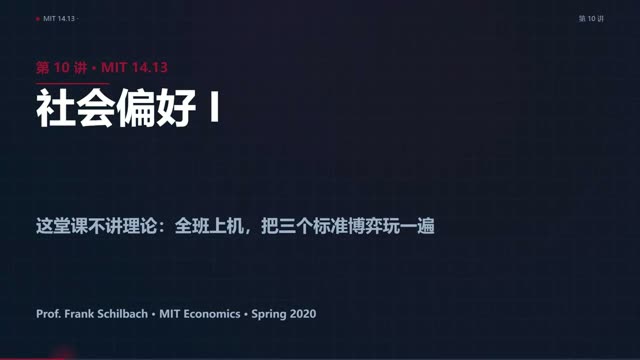 MIT 14.13 ·
第 10 讲
第 10 讲 • MIT 14.13
社会偏好 I
这堂课不讲理论：全班上机，把三个标准博弈玩一遍
Prof. Frank Schilbach • MIT Economics • Spring 2020